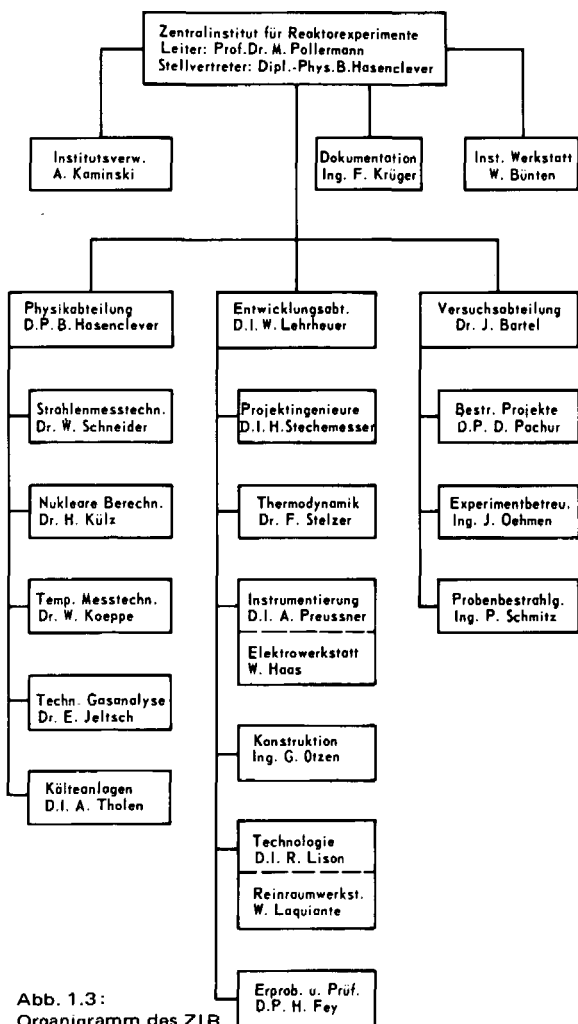 Zentralinstitut für Reaktorexperimente
Leiter: Prof.Dr. M. Pollermann
Stellvertreter: Dipl.-Phys.B.Hasenclever
Institutsverw.
A. Kaminski
Dokumentation
Ing. F. Krüger
Inst. Werkstatt
W. Bünten
Physikabteilung
D.P. B. Hasenclever
Strahlenmesstechn.
Dr. W. Schneider
Nukleare Berechn.
Dr. H. Külz
Temp. Messtechn.
Dr. W. Koeppe
Techn. Gasanalyse
Dr. E. Jeltsch
Kälteanlagen
D.I. A. Tholen
Entwicklungsabt.
D.I. W. Lehrheuer
Projektingenieure
D.I. H. Stechemesser
Thermodynamik
Dr. F. Stelzer
Instrumentierung
D.I. A. Preussner
Elektrowerkstatt
W. Haas
Konstruktion
Ing. G. Otzen
Technologie
D.I. R. Lison
Reinraumwerkst.
W. Laquiante
Erprob. u. Prüf.
D.P. H. Fey
Versuchsabteilung
Dr. J. Bartel
Bestr. Projekte
D.P. D. Pachur
Experimentbetreu.
Ing. J. Oehmen
Probenbestrahlg.
Ing. P. Schmitz
Abb. 1.3:
Organigramm des ZIR